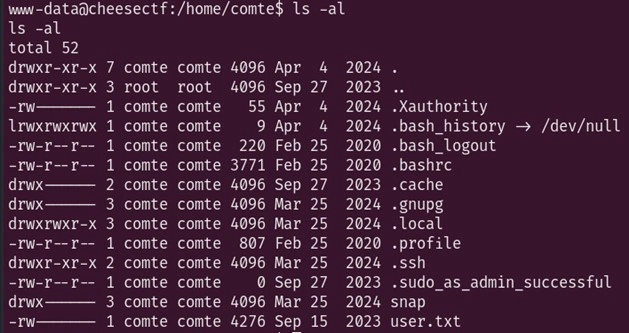 www-data@cheesectf:/home/comte$ ls -al
ls -al
total 52
drwxr-xr-x 7 comte comte 4096 Apr  4  2024 .
drwxr-xr-x 3 root  root  4096 Sep 27  2023 ..
-rw------- 1 comte comte   55 Apr  4  2024 .Xauthority
lrwxrwxrwx 1 comte comte    9 Apr  4  2024 .bash_history -> /dev/null
-rw-r--r-- 1 comte comte  220 Feb 25  2020 .bash_logout
-rw-r--r-- 1 comte comte 3771 Feb 25  2020 .bashrc
drwx------ 2 comte comte 4096 Sep 27  2023 .cache
drwx------ 3 comte comte 4096 Mar 25  2024 .gnupg
drwxrwxr-x 3 comte comte 4096 Mar 25  2024 .local
-rw-r--r-- 1 comte comte  807 Feb 25  2020 .profile
drwxr-xr-x 2 comte comte 4096 Mar 25  2024 .ssh
-rw-r--r-- 1 comte comte    0 Sep 27  2023 .sudo_as_admin_successful
drwx------ 3 comte comte 4096 Mar 25  2024 snap
-rw------- 1 comte comte 4276 Sep 15  2023 user.txt